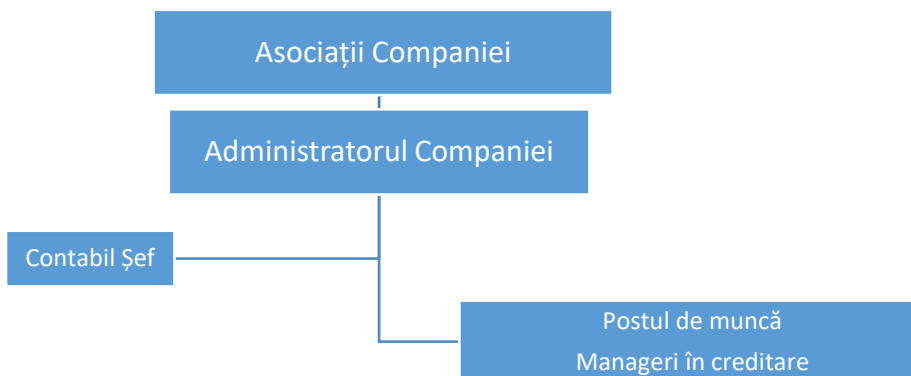 Asociații Companiei
Administratorul Companiei
Contabil Șef
Postul de muncă
Manageri în creditare